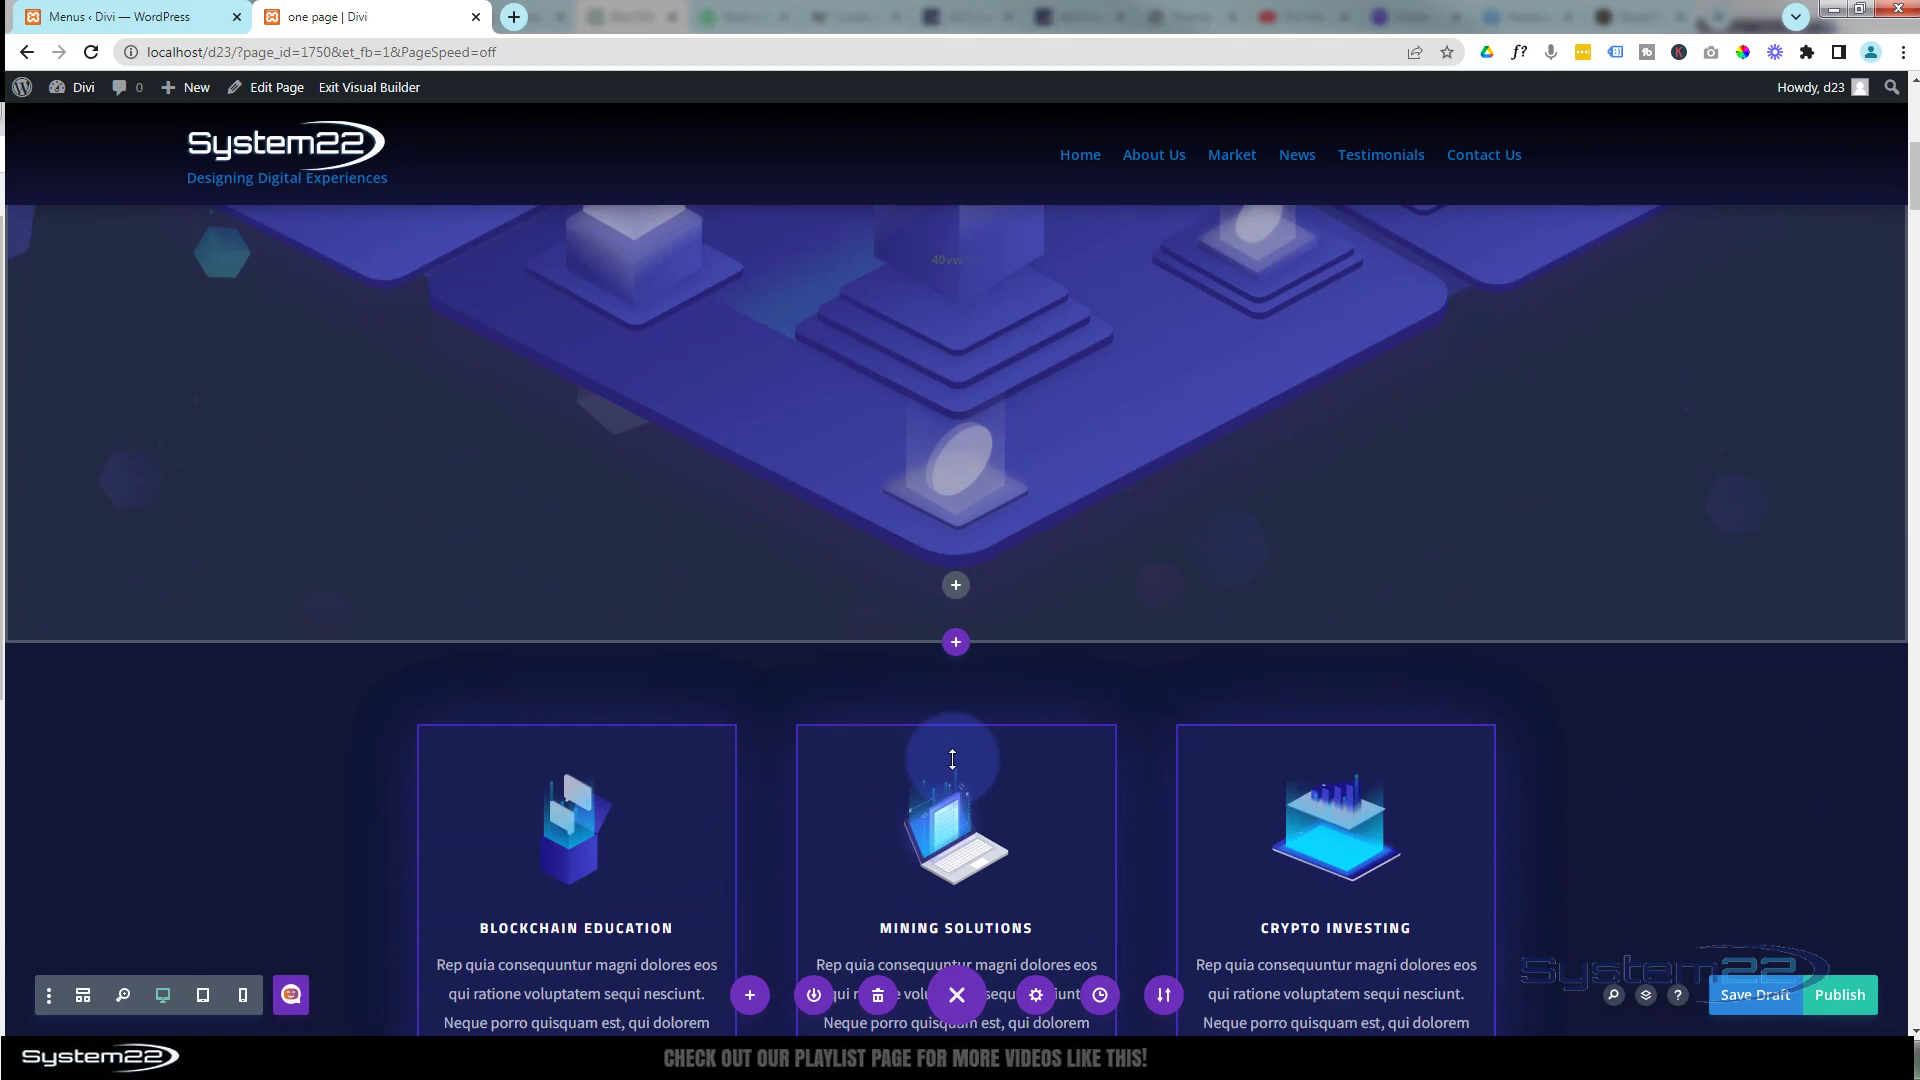 Menus ‹ Divi — WordPress
one page | Divi
localhost/d23/?page_id=1750&et_fb=1&PageSpeed=off
Divi
0
New
Edit Page
Exit Visual Builder
Howdy, d23
System22
Designing Digital Experiences
Home
About Us
Market
News
Testimonials
Contact Us
40vw
BLOCKCHAIN EDUCATION
MINING SOLUTIONS
CRYPTO INVESTING
Rep quia consequuntur magni dolores eos
qui ratione voluptatem sequi nesciunt.
Neque porro quisquam est, qui dolorem
Rep quia consequuntur magni dolores eos
Neque porro quisquam est, qui dolorem
Rep quia consequuntur magni dolores eos
qui ratione voluptatem sequi nesciunt.
Neque porro quisquam est, qui dolorem
System22
Save Draft
Publish
System22
CHECK OUT OUR PLAYLIST PAGE FOR MORE VIDEOS LIKE THIS!